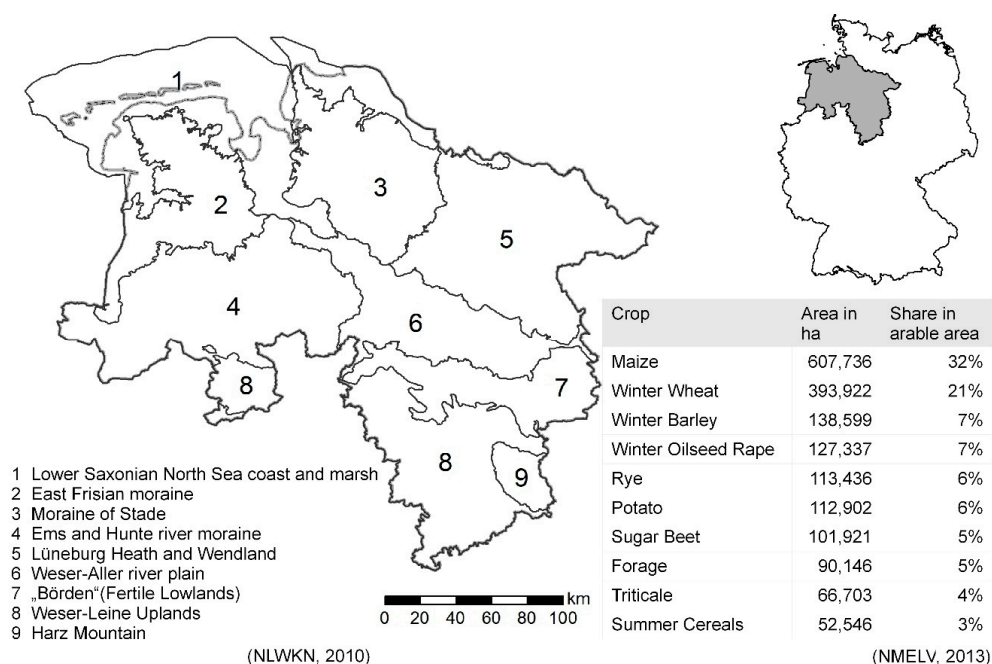 1
2
3
5
4
6
8
7
8
9
1 Lower Saxonian North Sea coast and marsh
2 East Frisian moraine
3 Moraine of Stade
4 Ems and Hunte river moraine
5 Lüneburg Heath and Wendland
6 Weser-Aller river plain
7 „Börden“(Fertile Lowlands)
8 Weser-Leine Uplands
9 Harz Mountain
km
0 20 40 60 80 100
(NLWKN, 2010)
Crop Area in ha Share in arable area
Maize 607,736 32%
Winter Wheat 393,922 21%
Winter Barley 138,599 7%
Winter Oilseed Rape 127,337 7%
Rye 113,436 6%
Potato 112,902 6%
Sugar Beet 101,921 5%
Forage 90,146 5%
Triticale 66,703 4%
Summer Cereals 52,546 3%
(NMELV, 2013)